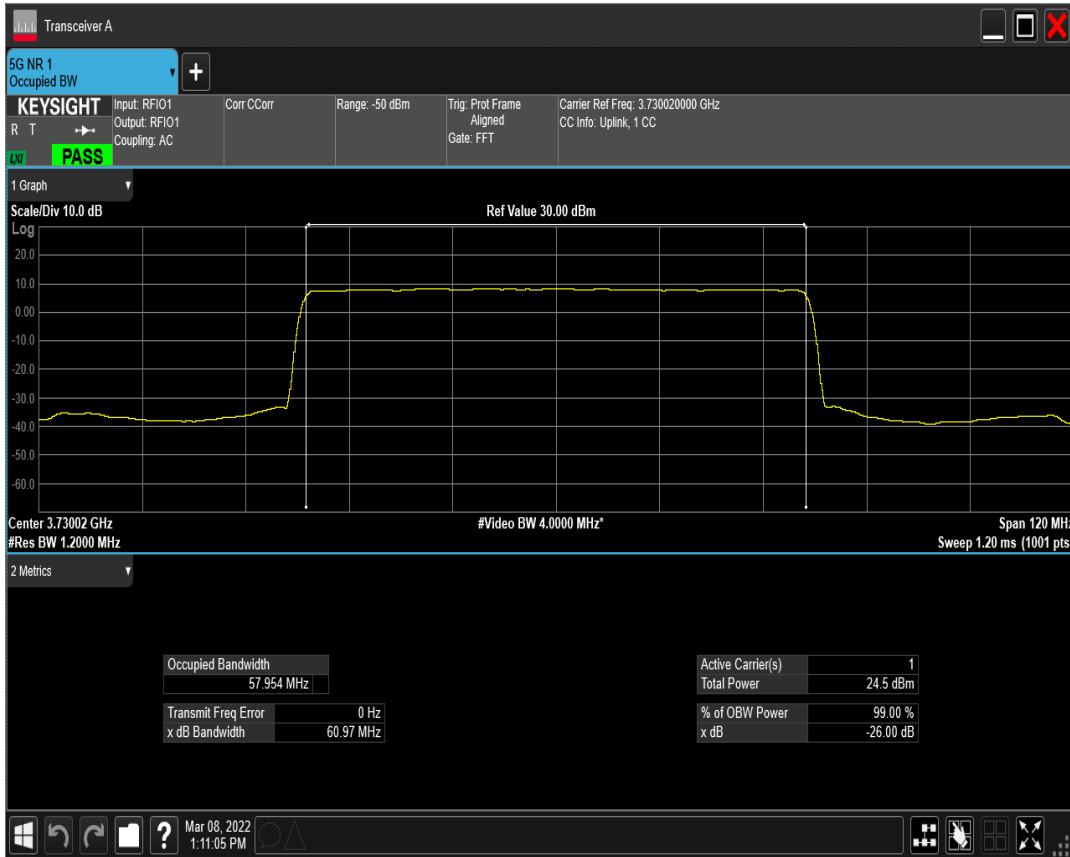 Transceiver A
5G NR 1
Occupied BW
KEYSIGHT
R T
LXI
PASS
Input: RFIO1
Output: RFIO1
Coupling: AC
Corr CCorr
Range: -50 dBm
Trig: Prot Frame
Aligned
Gate: FFT
Carrier Ref Freq: 3.730020000 GHz
CC Info: Uplink, 1 CC
1 Graph
Scale/Div 10.0 dB
Ref Value 30.00 dBm
Log
20.0
10.0
0.00
-10.0
-20.0
-30.0
-40.0
-50.0
-60.0
Center 3.73002 GHz
#Video BW 4.0000 MHz*
Span 120 MHz
#Res BW 1.2000 MHz
Sweep 1.20 ms (1001 pts
2 Metrics
Occupied Bandwidth
57.954 MHz
Transmit Freq Error 0 Hz
x dB Bandwidth 60.97 MHz
Active Carrier(s) 1
Total Power 24.5 dBm
% of OBW Power 99.00 %
x dB -26.00 dB
?
Mar 08, 2022
1:11:05 PM